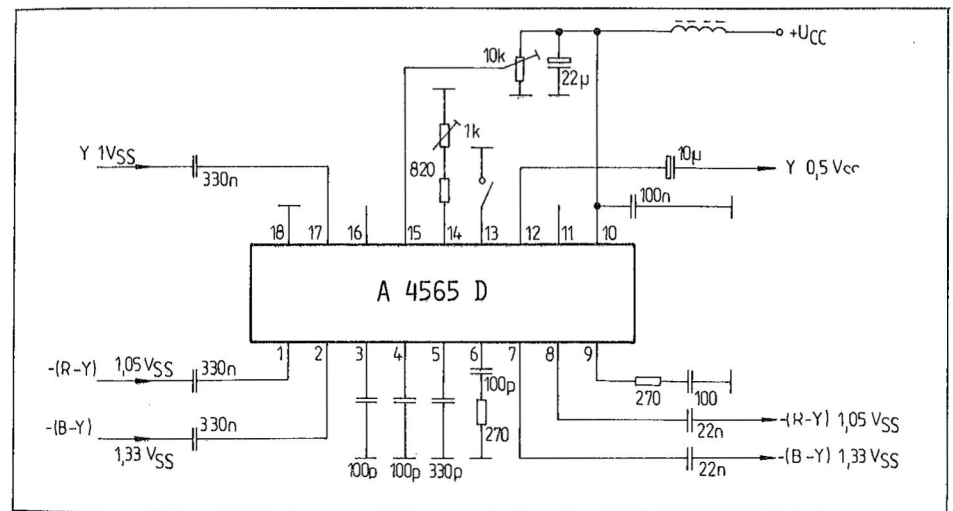 +UCC
10k
22µ
1k
Y 1VSS
330n
820
10µ
Y 0,5 VSS
100n
18 17 16 15 14 13 12 11 10
A 4565 D
1 2 3 4 5 6 7 8 9
-(R-Y) 1,05 VSS
330n
100p
270
100
-(B-Y)
330n
1,33 VSS
270
22n
-(R-Y) 1,05 VSS
100p 100p 330p
22n
-(B-Y) 1,33 VSS